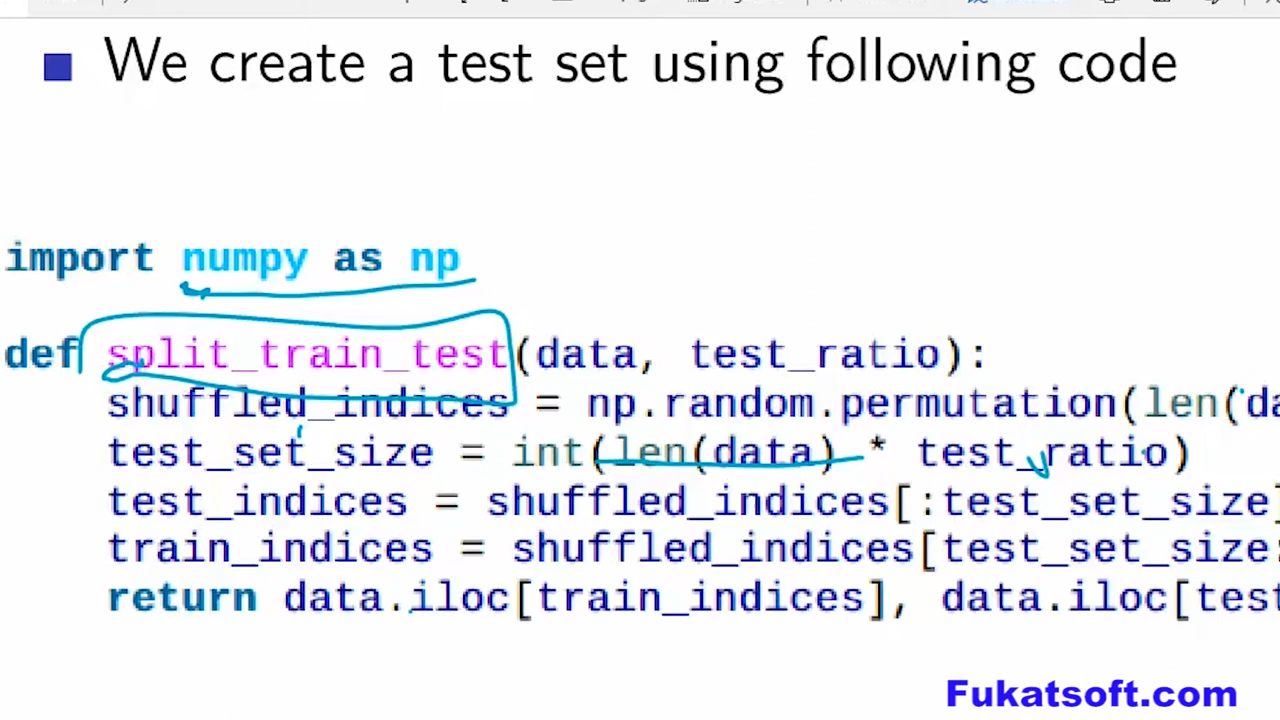 We create a test set using following code
import numpy as np
def split_train_test(data, test_ratio):
shuffled_indices = np.random.permutation(len(da
test_set_size = int(len(data) * test_ratio)
test_indices = shuffled_indices[:test_set_size]
train_indices = shuffled_indices[test_set_size:
return data.iloc[train_indices], data.iloc[test
Fukatsoft.com